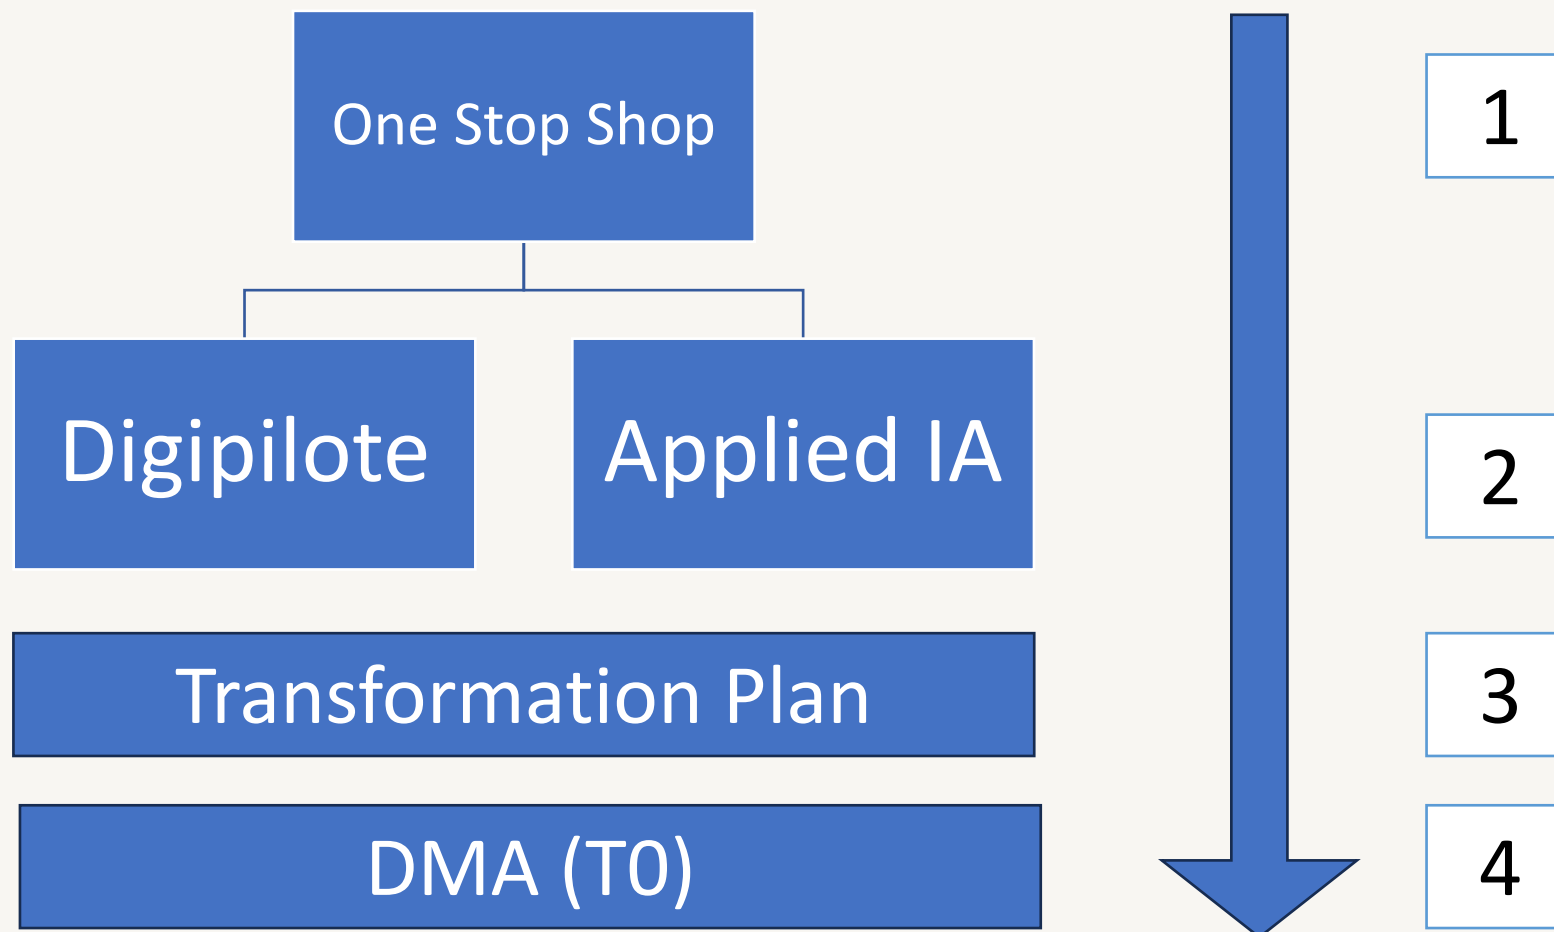 One Stop Shop
1
Digipilote
Applied IA
2
Transformation Plan
3
DMA (T0)
4